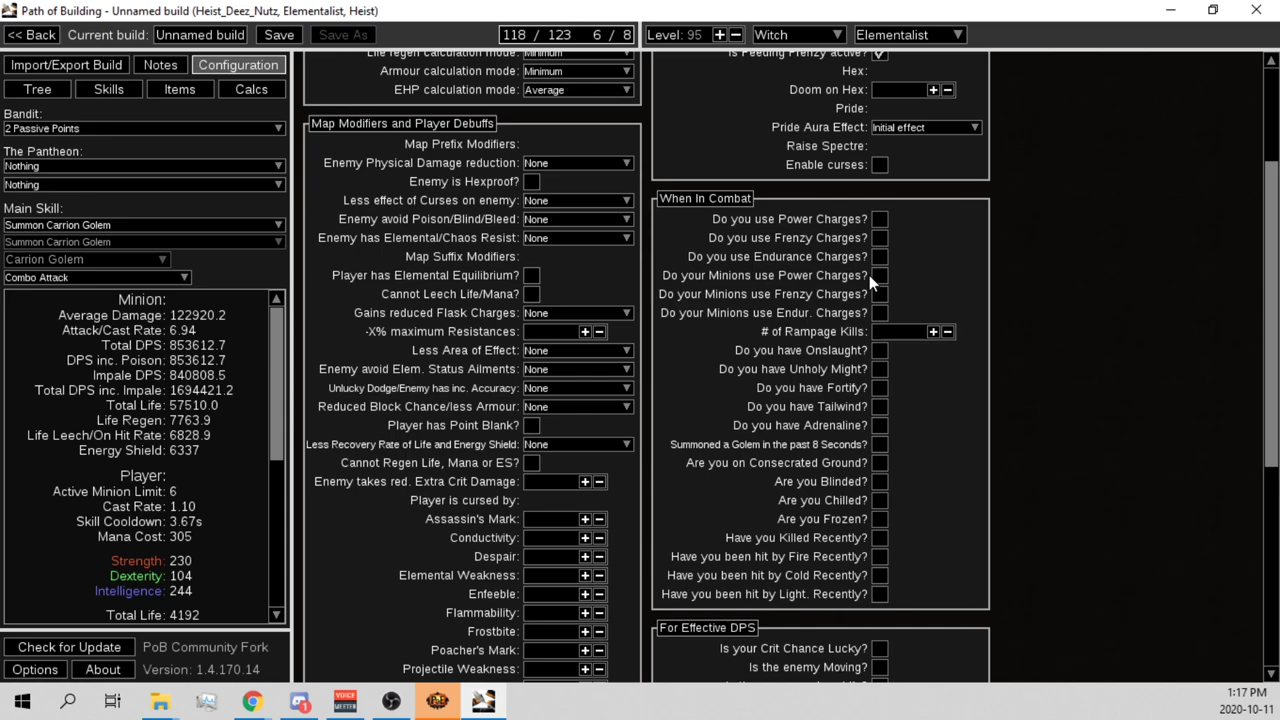 Path of Building - Unnamed build (Heist_Deez_Nutz, Elementalist, Heist)
<< Back
Current build:
Unnamed build
Save
Save As
118 / 123 6 / 8
Level: 95
+
−
Witch
Elementalist
Import/Export Build
Notes
Configuration
Tree
Skills
Items
Calcs
Bandit:
2 Passive Points
The Pantheon:
Nothing
Nothing
Main Skill:
Summon Carrion Golem
Summon Carrion Golem
Carrion Golem
Combo Attack
Minion:
Average Damage: 122920.2
Attack/Cast Rate: 6.94
Total DPS: 853612.7
DPS inc. Poison: 853612.7
Impale DPS: 840808.5
Total DPS inc. Impale: 1694421.2
Total Life: 57510.0
Life Regen: 7763.9
Life Leech/On Hit Rate: 6828.9
Energy Shield: 6337
Player:
Active Minion Limit: 6
Cast Rate: 1.10
Skill Cooldown: 3.67s
Mana Cost: 305
Strength: 230
Dexterity: 104
Intelligence: 244
Total Life: 4192
Check for Update
PoB Community Fork
Options
About
Version: 1.4.170.14
Life Regen calculation mode: Minimum
Armour calculation mode: Minimum
EHP calculation mode: Average
Map Modifiers and Player Debuffs
Map Prefix Modifiers:
Enemy Physical Damage reduction: None
Enemy is Hexproof?
Less effect of Curses on enemy: None
Enemy avoid Poison/Blind/Bleed: None
Enemy has Elemental/Chaos Resist: None
Map Suffix Modifiers:
Player has Elemental Equilibrium?
Cannot Leech Life/Mana?
Gains reduced Flask Charges: None
-X% maximum Resistances: + −
Less Area of Effect: None
Enemy avoid Elem. Status Ailments: None
Unlucky Dodge/Enemy has inc. Accuracy: None
Reduced Block Chance/less Armour: None
Player has Point Blank?
Less Recovery Rate of Life and Energy Shield: None
Cannot Regen Life, Mana or ES?
Enemy takes red. Extra Crit Damage: + −
Player is cursed by:
Assassin's Mark: + −
Conductivity: + −
Despair: + −
Elemental Weakness: + −
Enfeeble: + −
Flammability: + −
Frostbite: + −
Poacher's Mark: + −
Projectile Weakness: + −
Is Feeding Frenzy active?
Hex:
Doom on Hex: + −
Pride:
Pride Aura Effect: Initial effect
Raise Spectre:
Enable curses:
When In Combat
Do you use Power Charges?
Do you use Frenzy Charges?
Do you use Endurance Charges?
Do your Minions use Power Charges?
Do your Minions use Frenzy Charges?
Do your Minions use Endur. Charges?
# of Rampage Kills: + −
Do you have Onslaught?
Do you have Unholy Might?
Do you have Fortify?
Do you have Tailwind?
Do you have Adrenaline?
Summoned a Golem in the past 8 Seconds?
Are you on Consecrated Ground?
Are you Blinded?
Are you Chilled?
Are you Frozen?
Have you Killed Recently?
Have you been hit by Fire Recently?
Have you been hit by Cold Recently?
Have you been hit by Light. Recently?
For Effective DPS
Is your Crit Chance Lucky?
Is the enemy Moving?
VOICE
MEETER
1
1:17 PM
2020-10-11